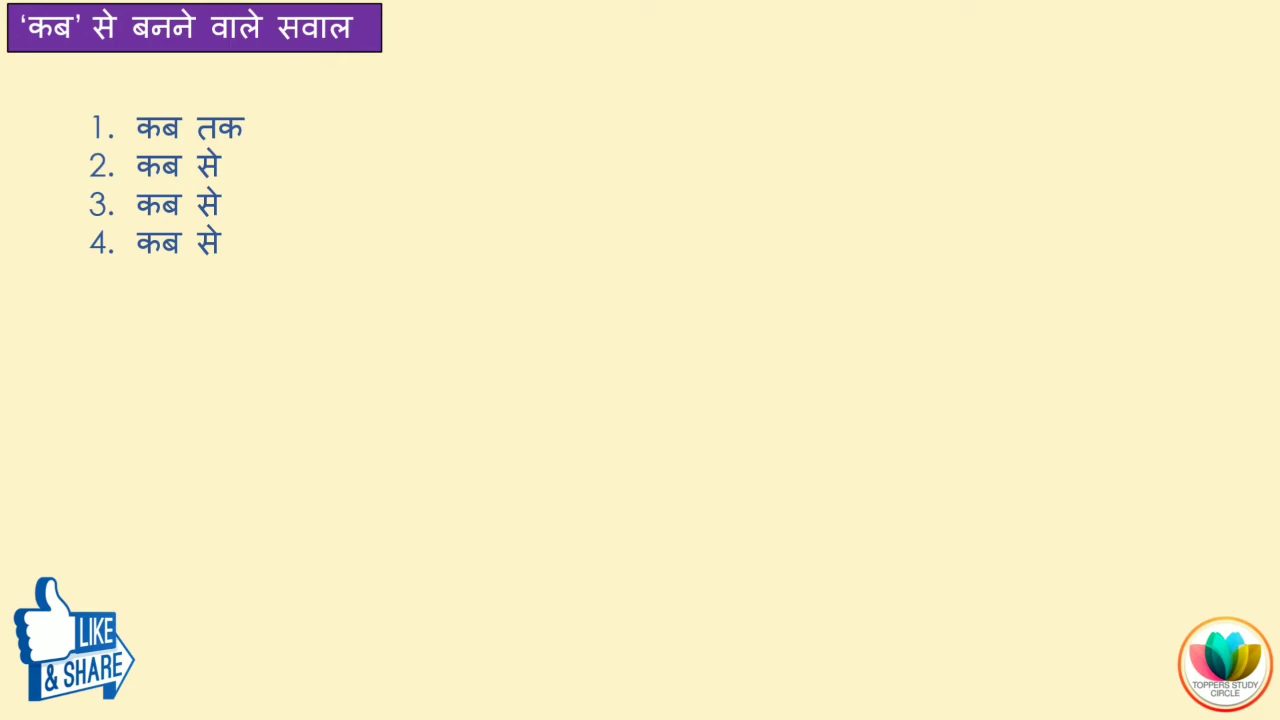 ‘कब’ से बनने वाले सवाल
1. कब तक
2. कब से
3. कब से
4. कब से
LIKE
& SHARE
TOPPERS STUDY
CIRCLE